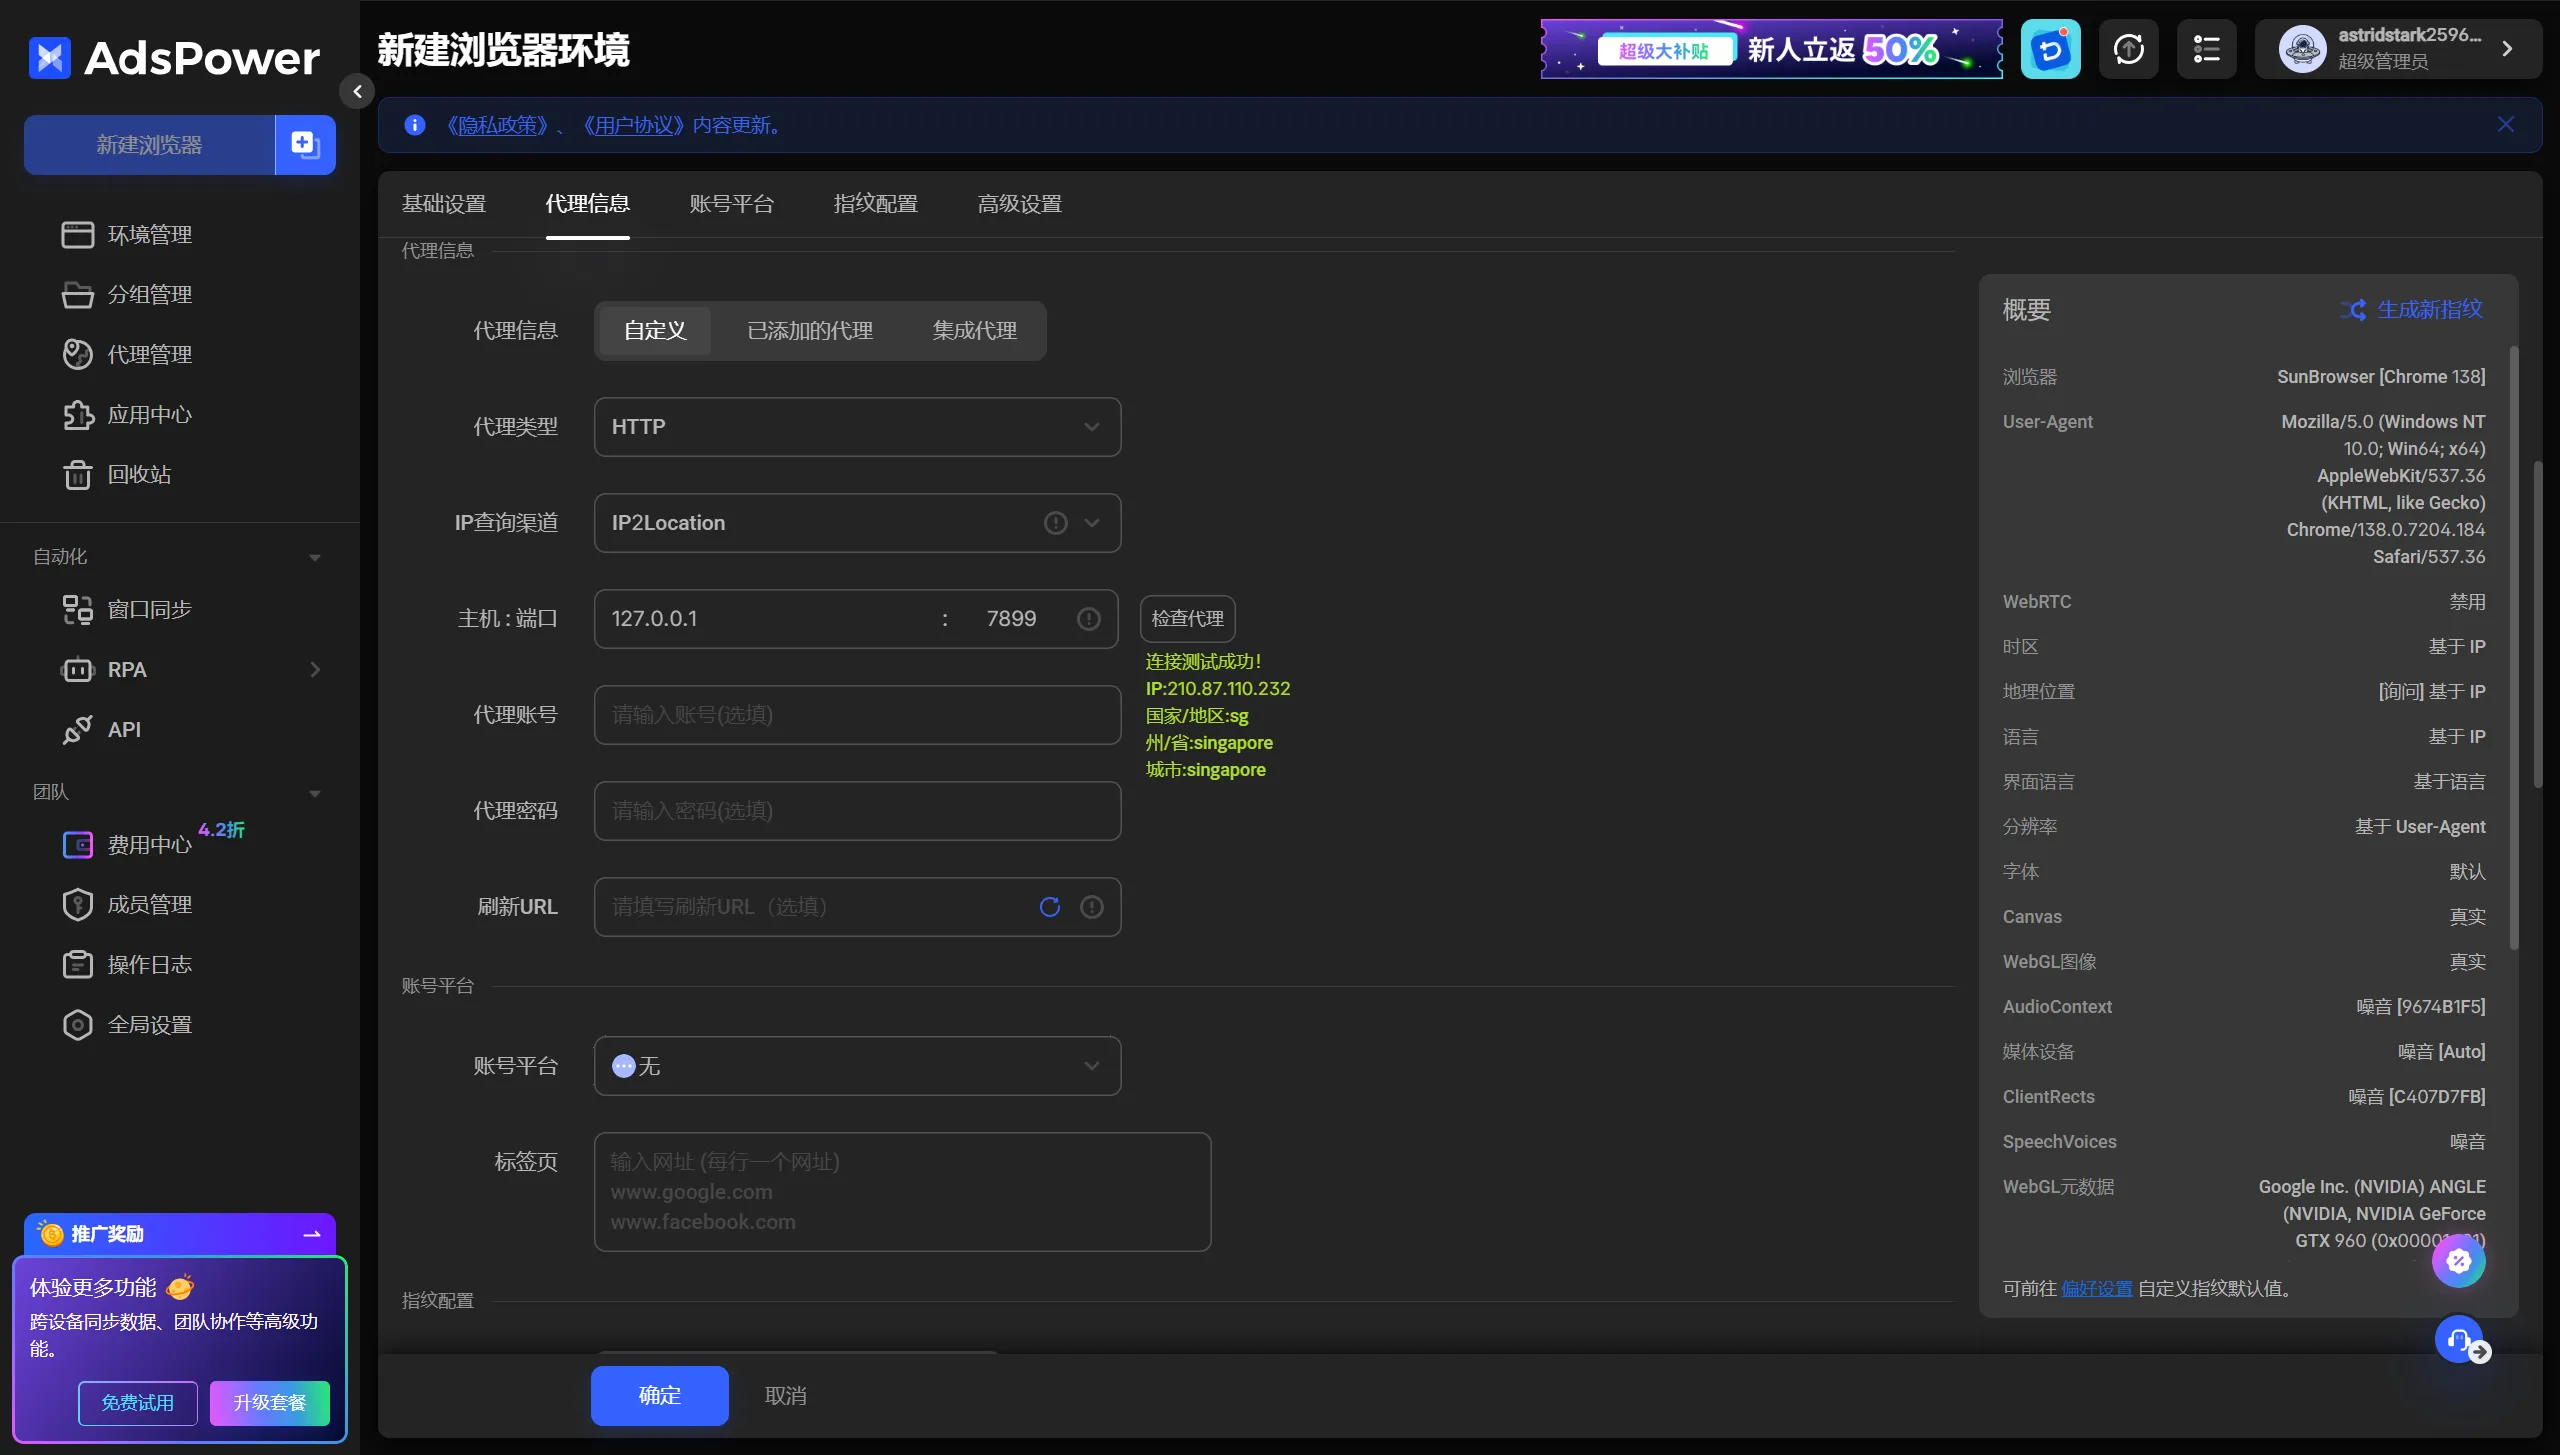 AdsPower
新建浏览器
环境管理
分组管理
代理管理
应用中心
回收站
自动化
窗口同步
RPA
API
团队
费用中心
4.2折
成员管理
操作日志
全局设置
推广奖励
体验更多功能
跨设备同步数据、团队协作等高级功
能。
免费试用
升级套餐
新建浏览器环境
超级大补贴
新人立返 50%
astridstark2596...
超级管理员
《隐私政策》、《用户协议》内容更新。
基础设置
代理信息
账号平台
指纹配置
高级设置
代理信息
代理信息
自定义
已添加的代理
集成代理
代理类型
HTTP
IP查询渠道
IP2Location
主机 : 端口
127.0.0.1
:
7899
检查代理
连接测试成功!
IP:210.87.110.232
国家/地区:sg
州/省:singapore
城市:singapore
代理账号
请输入账号(选填)
代理密码
请输入密码(选填)
刷新URL
请填写刷新URL（选填）
账号平台
账号平台
无
标签页
输入网址 (每行一个网址)
www.google.com
www.facebook.com
指纹配置
确定
取消
概要
生成新指纹
浏览器
SunBrowser [Chrome 138]
User-Agent
Mozilla/5.0 (Windows NT
10.0; Win64; x64)
AppleWebKit/537.36
(KHTML, like Gecko)
Chrome/138.0.7204.184
Safari/537.36
WebRTC
禁用
时区
基于 IP
地理位置
[询问] 基于 IP
语言
基于 IP
界面语言
基于语言
分辨率
基于 User-Agent
字体
默认
Canvas
真实
WebGL图像
真实
AudioContext
噪音 [9674B1F5]
媒体设备
噪音 [Auto]
ClientRects
噪音 [C407D7FB]
SpeechVoices
噪音
WebGL元数据
Google Inc. (NVIDIA) ANGLE
(NVIDIA, NVIDIA GeForce
GTX 960
可前往 偏好设置 自定义指纹默认值。